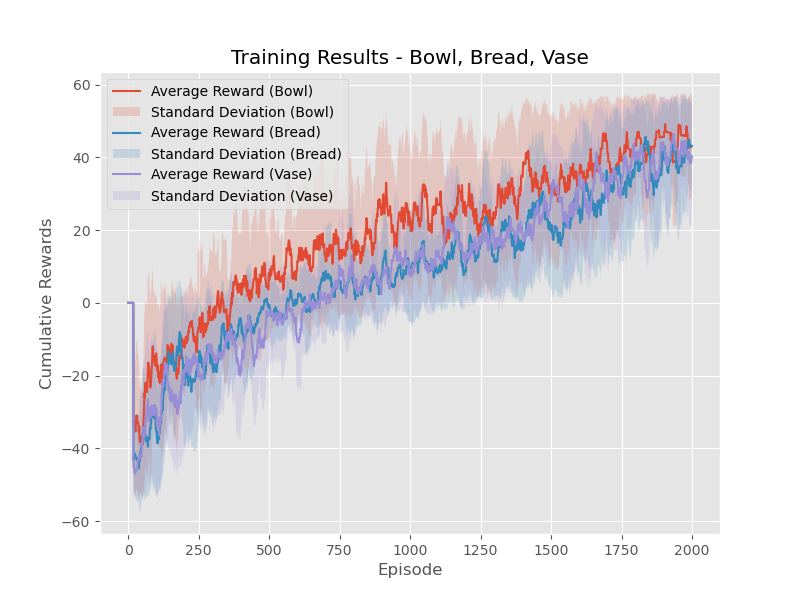 Training Results - Bowl, Bread, Vase
Average Reward (Bowl)
Standard Deviation (Bowl)
Average Reward (Bread)
Standard Deviation (Bread)
Average Reward (Vase)
Standard Deviation (Vase)
Cumulative Rewards
60
40
20
0
−20
−40
−60
0 250 500 750 1000 1250 1500 1750 2000
Episode